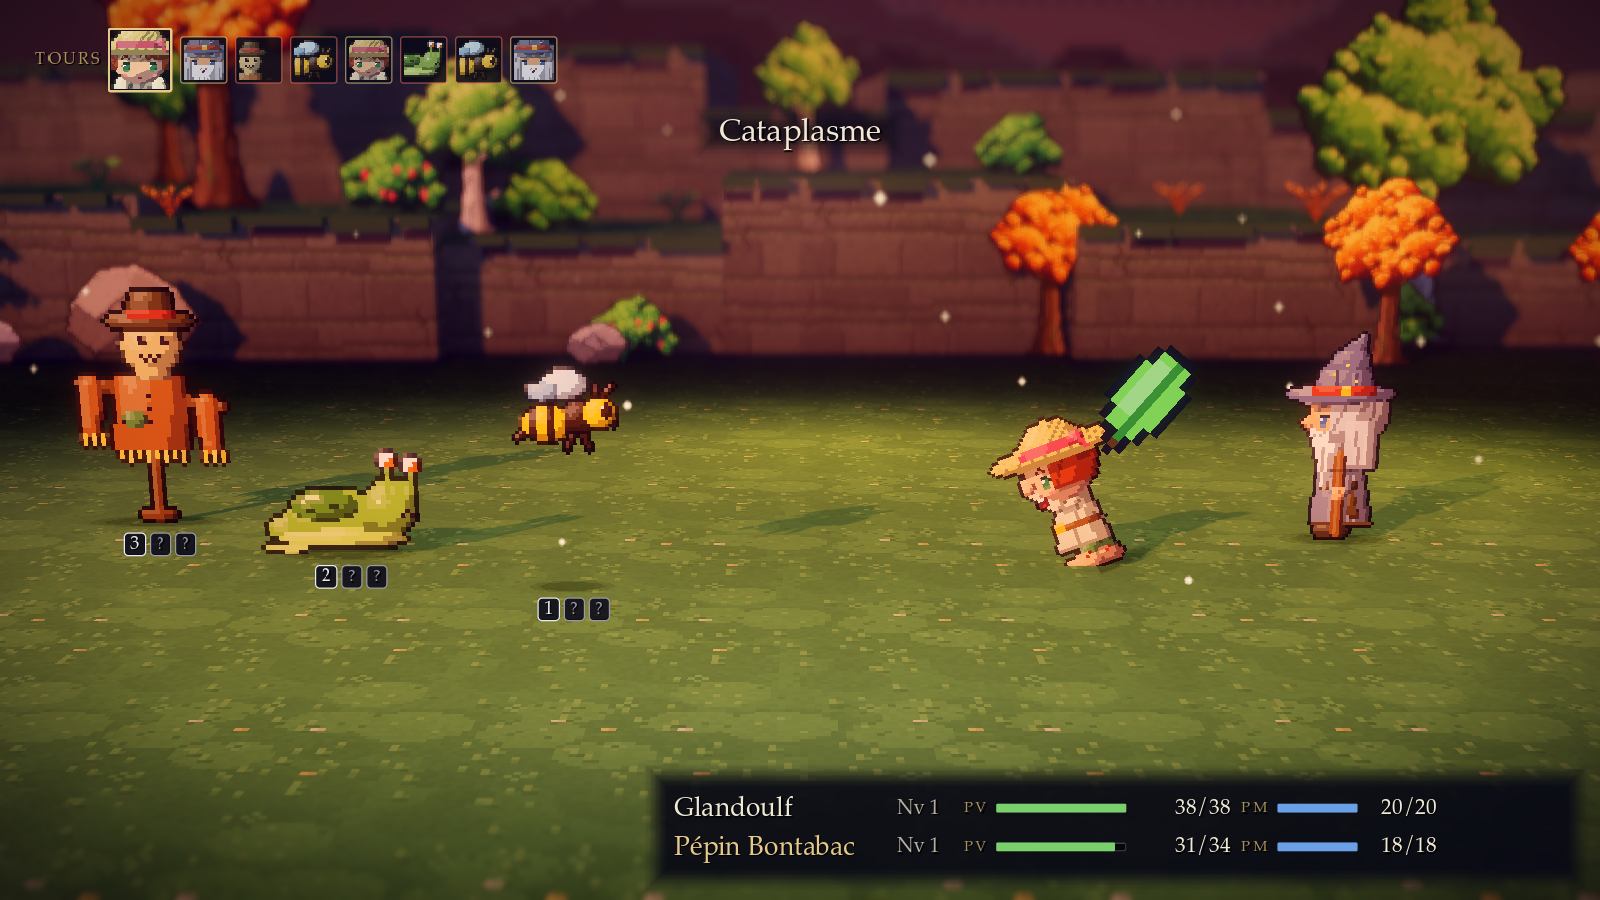 TOURS
Cataplasme
3 ? ?
2 ? ?
1 ? ?
Glandoulf Nv 1 PV 38/38 PM 20/20
Pépin Bontabac Nv 1 PV 31/34 PM 18/18